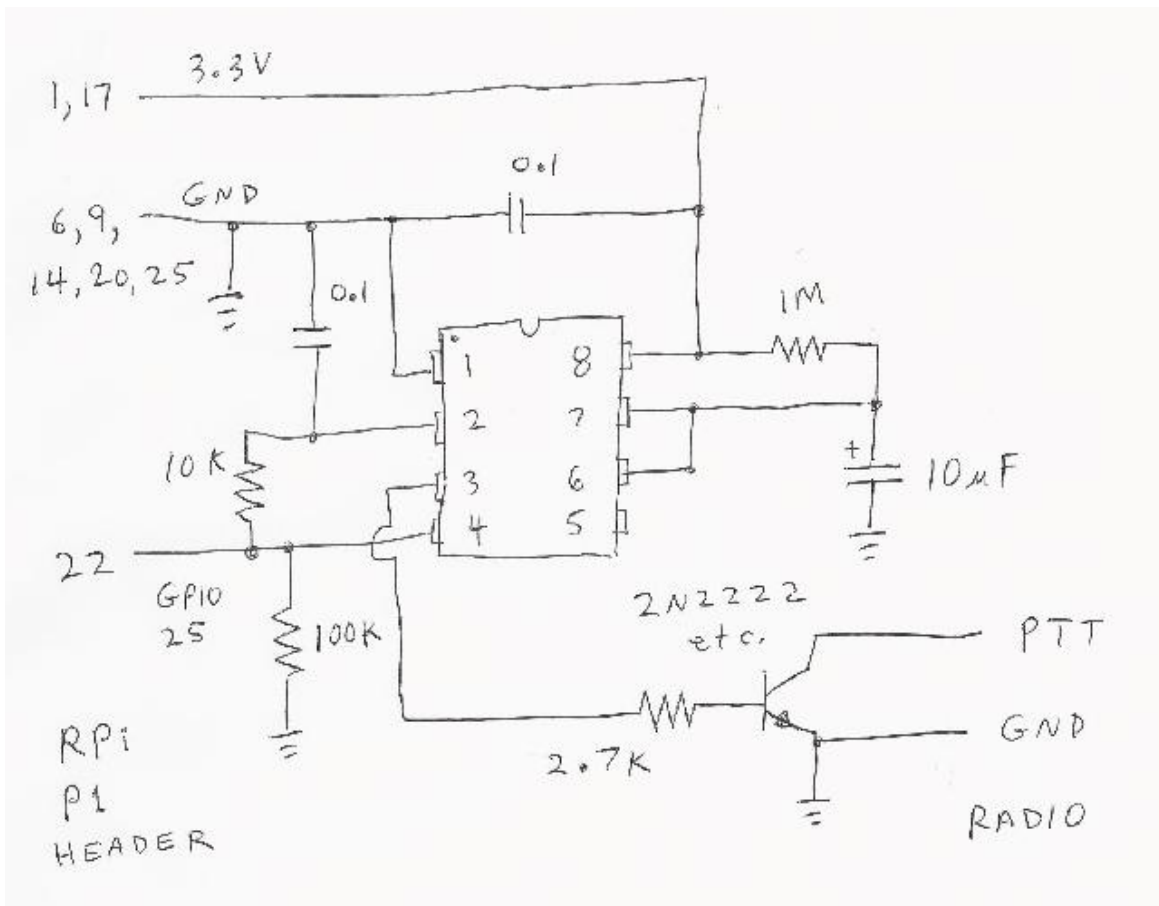 3.3V
1,17
0.1
GND
6,9,
14,20,25
0.1
1M
1
8
2
7
10K
3
6
+
10µF
4
5
22
GPIO
25
100K
2N2222
etc.
PTT
GND
2.7K
RPi
P1
HEADER
RADIO